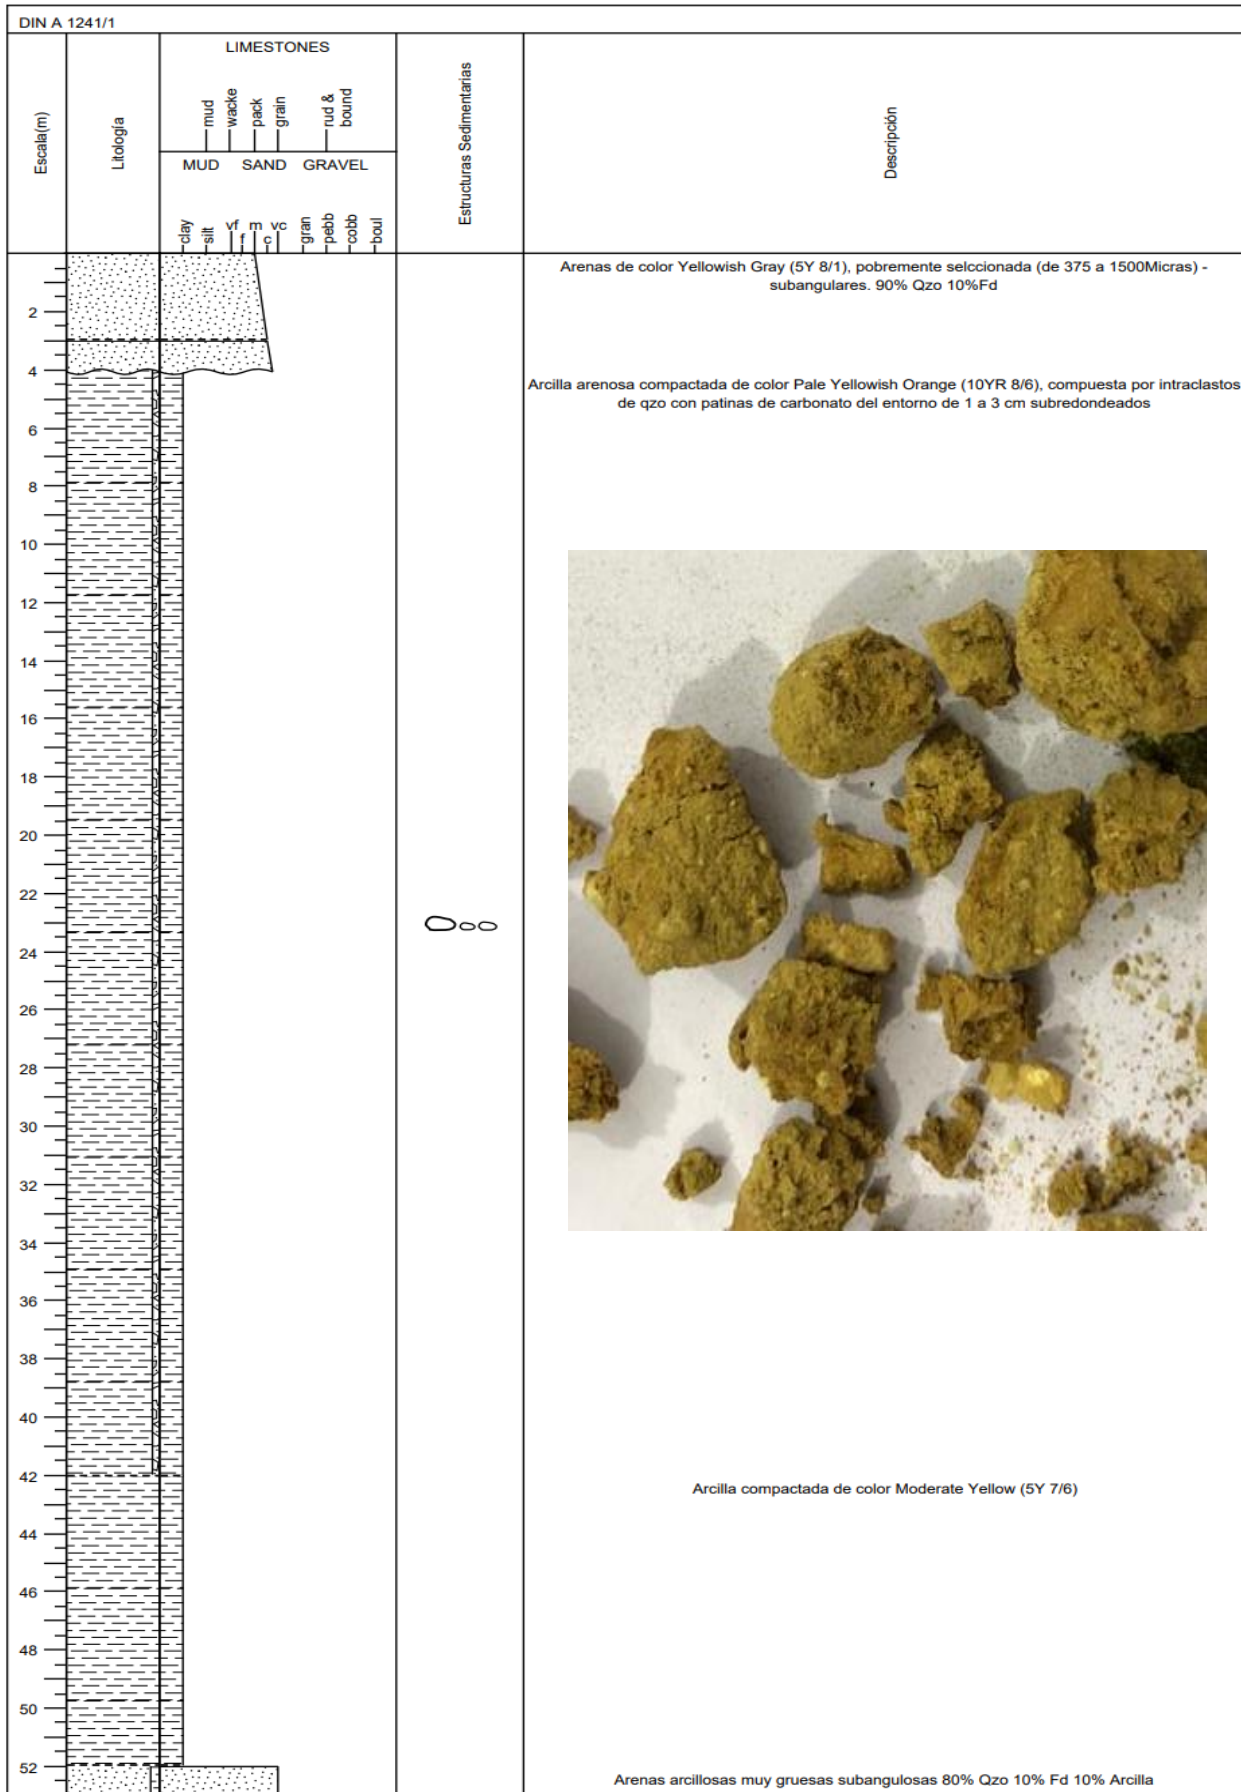 DIN A 1241/1
Escala(m)
Litología
LIMESTONES
mud
wacke
pack
grain
rud &
bound
MUD SAND GRAVEL
clay
silt
vf
f
m
c
vc
gran
pebb
cobb
boul
Estructuras Sedimentarias
Descripción
Arenas de color Yellowish Gray (5Y 8/1), pobremente selccionada (de 375 a 1500Micras) -
subangulares. 90% Qzo 10%Fd
2
4
Arcilla arenosa compactada de color Pale Yellowish Orange (10YR 8/6), compuesta por intraclastos
de qzo con patinas de carbonato del entorno de 1 a 3 cm subredondeados
6
8
10
12
14
16
18
20
22
24
26
28
30
32
34
36
38
40
42
Arcilla compactada de color Moderate Yellow (5Y 7/6)
44
46
48
50
52
Arenas arcillosas muy gruesas subangulosas 80% Qzo 10% Fd 10% Arcilla